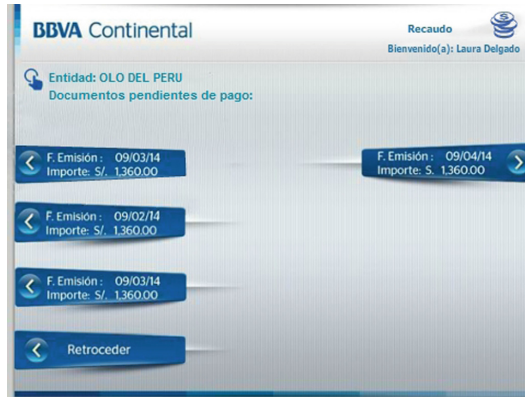 BBVA Continental
Recaudo
Bienvenido(a): Laura Delgado
Entidad: OLO DEL PERU
Documentos pendientes de pago:
F. Emisión : 09/03/14
Importe: S/. 1,360.00
F. Emisión : 09/04/14
Importe: S. 1,360.00
F. Emisión : 09/02/14
Importe: S/. 1,360.00
F. Emisión : 09/03/14
Importe: S/. 1,360.00
Retroceder